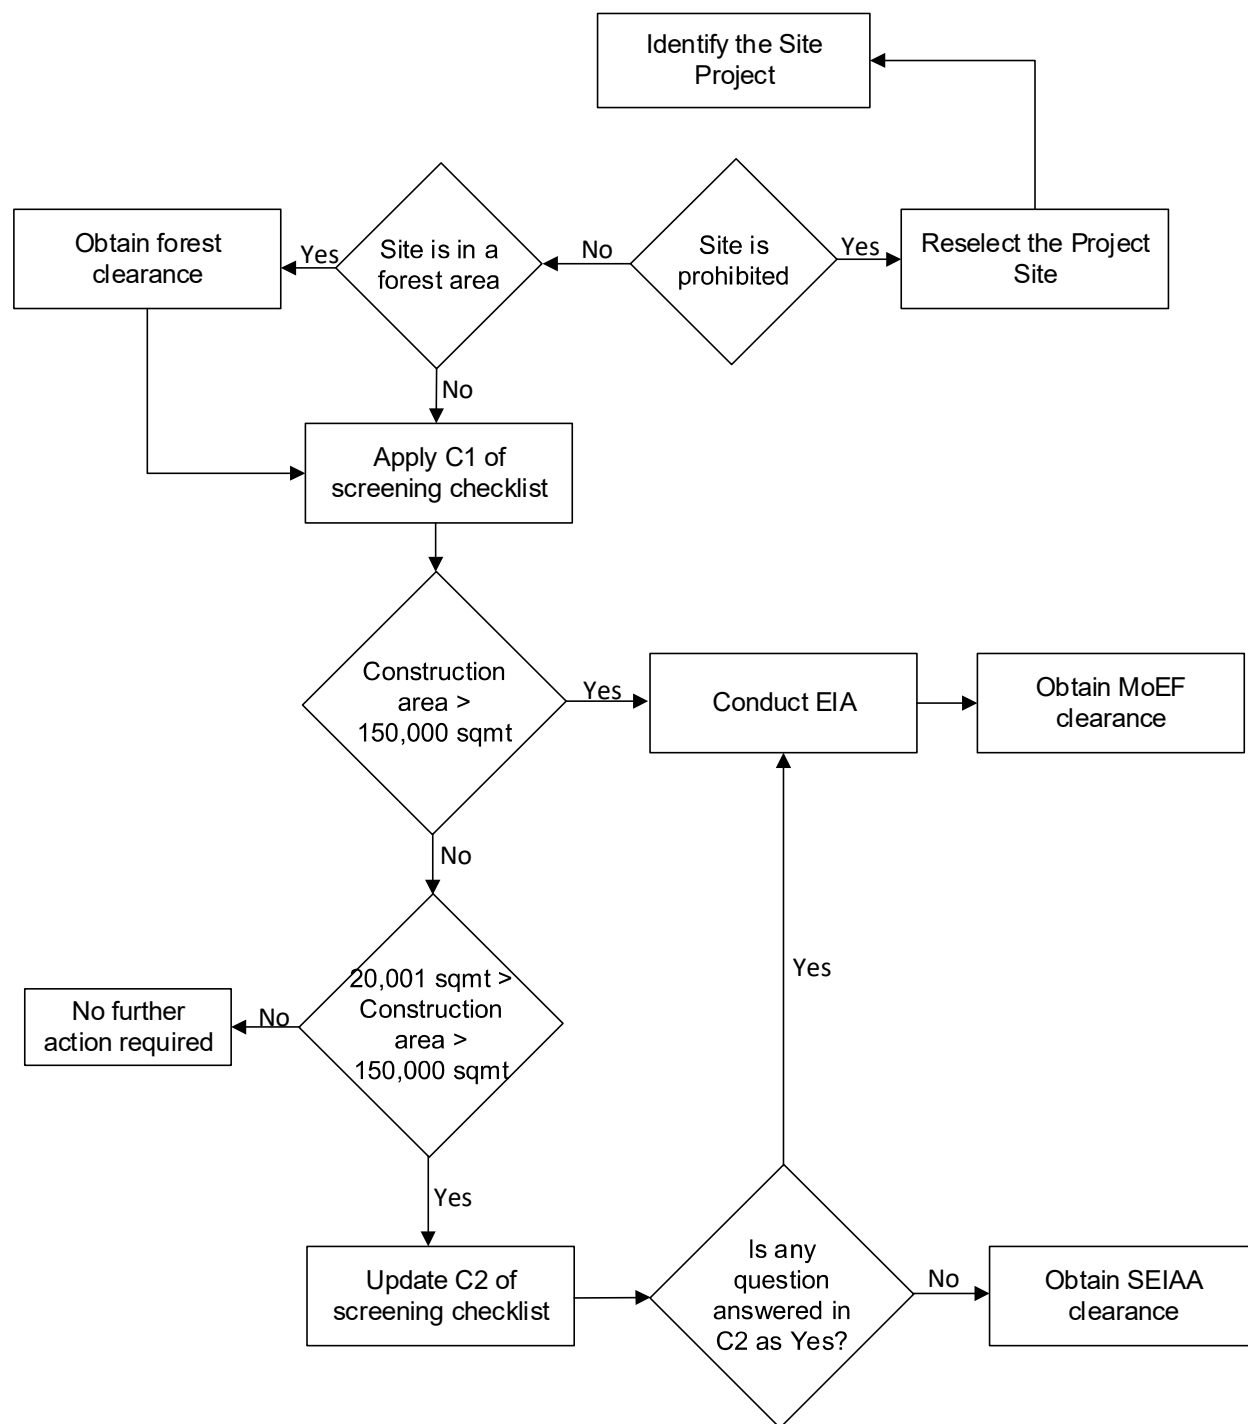 Identify the Site
Project
Obtain forest
clearance
Yes
Site is in a
forest area
No
Site is
prohibited
Yes
Reselect the Project
Site
No
Apply C1 of
screening checklist
Construction
area >
150,000 sqmt
Yes
Conduct EIA
Obtain MoEF
clearance
No
20,001 sqmt >
Construction
area >
150,000 sqmt
No
No further
action required
Yes
Yes
Update C2 of
screening checklist
Is any
question
answered in
C2 as Yes?
No
Obtain SEIAA
clearance